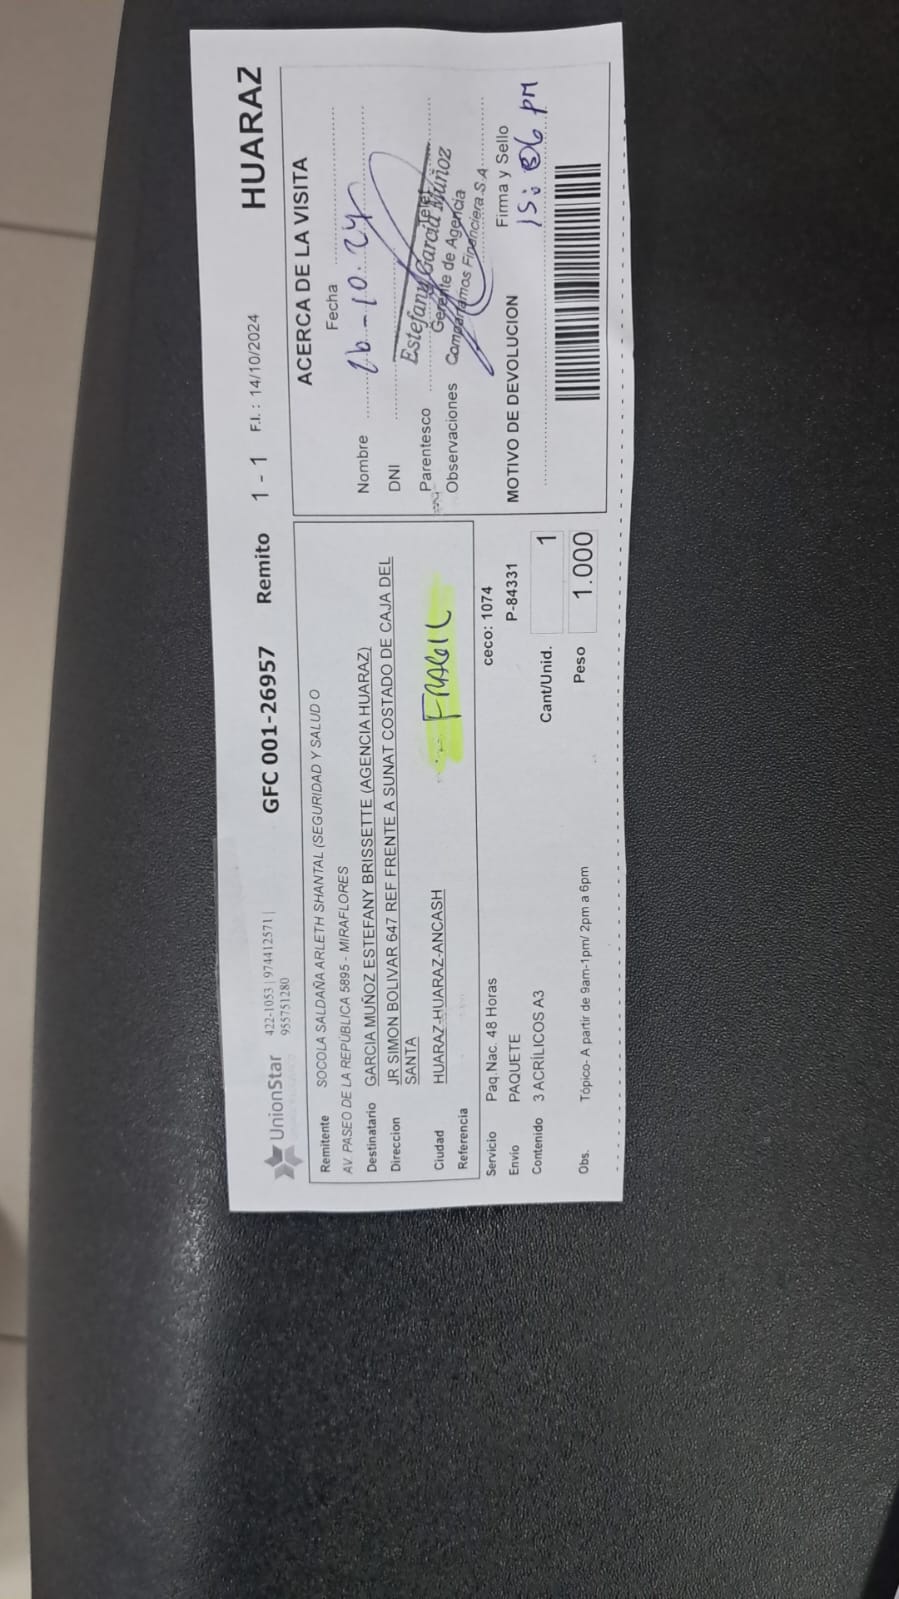 UnionStar
422-1053 | 974412571 |
955751280
GFC 001-26957 Remito 1 - 1 F.I. : 14/10/2024 HUARAZ
Remitente SOCOLA SALDAÑA ARLETH SHANTAL (SEGURIDAD Y SALUD O
AV. PASEO DE LA REPÚBLICA 5895 - MIRAFLORES
Destinatario GARCIA MUÑOZ ESTEFANY BRISSETTE (AGENCIA HUARAZ)
Direccion JR SIMON BOLIVAR 647 REF FRENTE A SUNAT COSTADO DE CAJA DEL
SANTA
Ciudad HUARAZ-HUARAZ-ANCASH
FRAGIL
Referencia
Servicio Paq.Nac. 48 Horas ceco: 1074
Envio PAQUETE P-84331
Contenido 3 ACRÍLICOS A3 Cant/Unid. 1
Peso 1.000
Obs. Tópico- A partir de 9am-1pm/ 2pm a 6pm
ACERCA DE LA VISITA
Fecha
16-10.24
Nombre
DNI
Telef
Parentesco
Observaciones
Estefany García Muñoz
Gerente de Agencia
Compartamos Financiera S.A.
MOTIVO DE DEVOLUCION Firma y Sello
pm